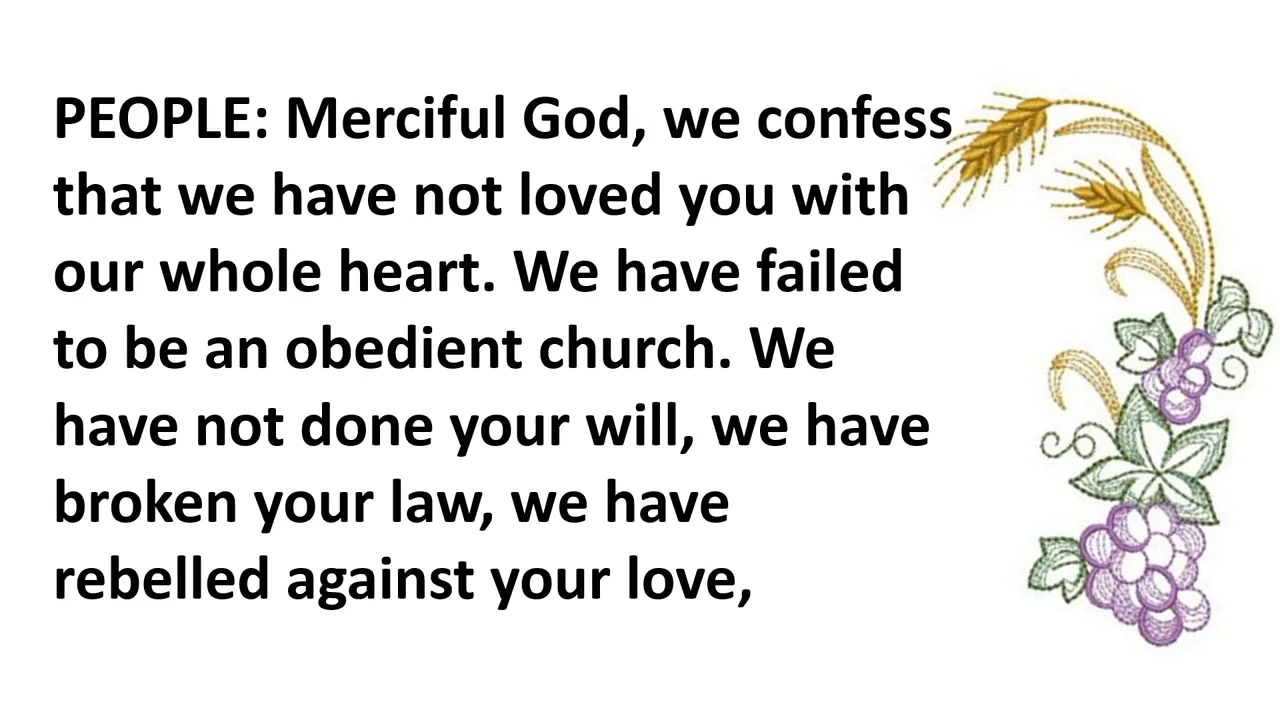 PEOPLE: Merciful God, we confess
that we have not loved you with
our whole heart. We have failed
to be an obedient church. We
have not done your will, we have
broken your law, we have
rebelled against your love,